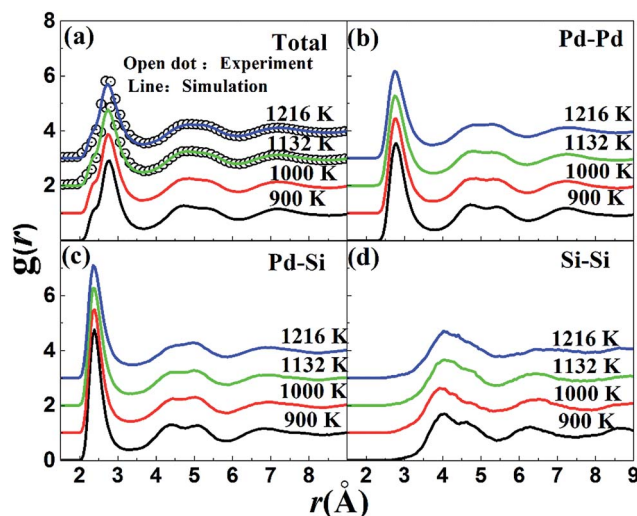 8
6
4
2
(a)
Total
Open dot : Experiment
Line: Simulation
1216 K
1132 K
1000 K
900 K
(b)
Pd-Pd
1216 K
1132 K
1000 K
900 K
g(r)
6
4
2
0
(c)
Pd-Si
1216 K
1132 K
1000 K
900 K
(d)
Si-Si
1216 K
1132 K
1000 K
900 K
2 3 4 5 6 7 8
2 3 4 5 6 7 8 9
r(Å)